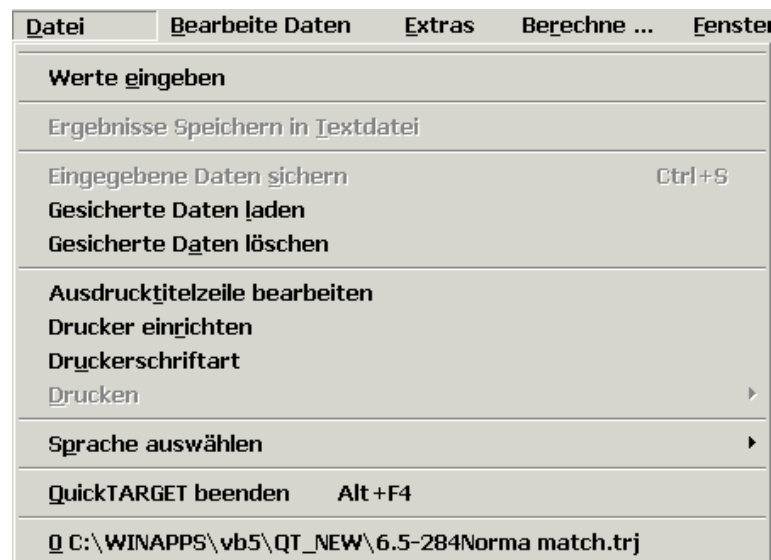 Datei Bearbeite Daten Extras Berechne ... Fenster
Werte eingeben
Ergebnisse Speichern in Textdatei
Eingegebene Daten sichern Ctrl+S
Gesicherte Daten laden
Gesicherte Daten löschen
Ausdrucktitelzeile bearbeiten
Drucker einrichten
Druckerschriftart
Drucken
Sprache auswählen
QuickTARGET beenden Alt+F4
0 C:\WINAPPS\vb5\QT_NEW\6.5-284Norma match.trj